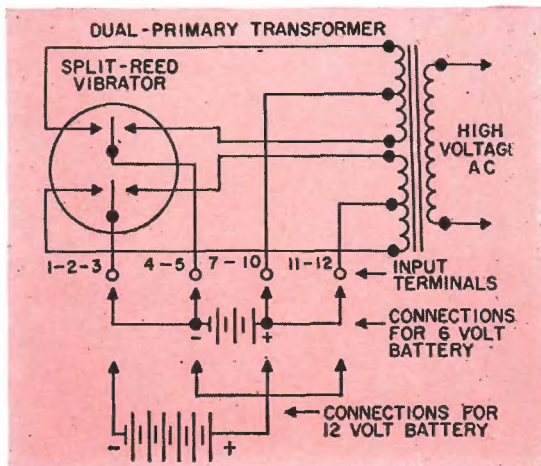 DUAL-PRIMARY TRANSFORMER
SPLIT-REED
VIBRATOR
HIGH
VOLTAGE
AC
1-2-3
4-5
7-10
11-12
INPUT
TERMINALS
- +
CONNECTIONS
FOR 6 VOLT
BATTERY
CONNECTIONS FOR
12 VOLT BATTERY
- +